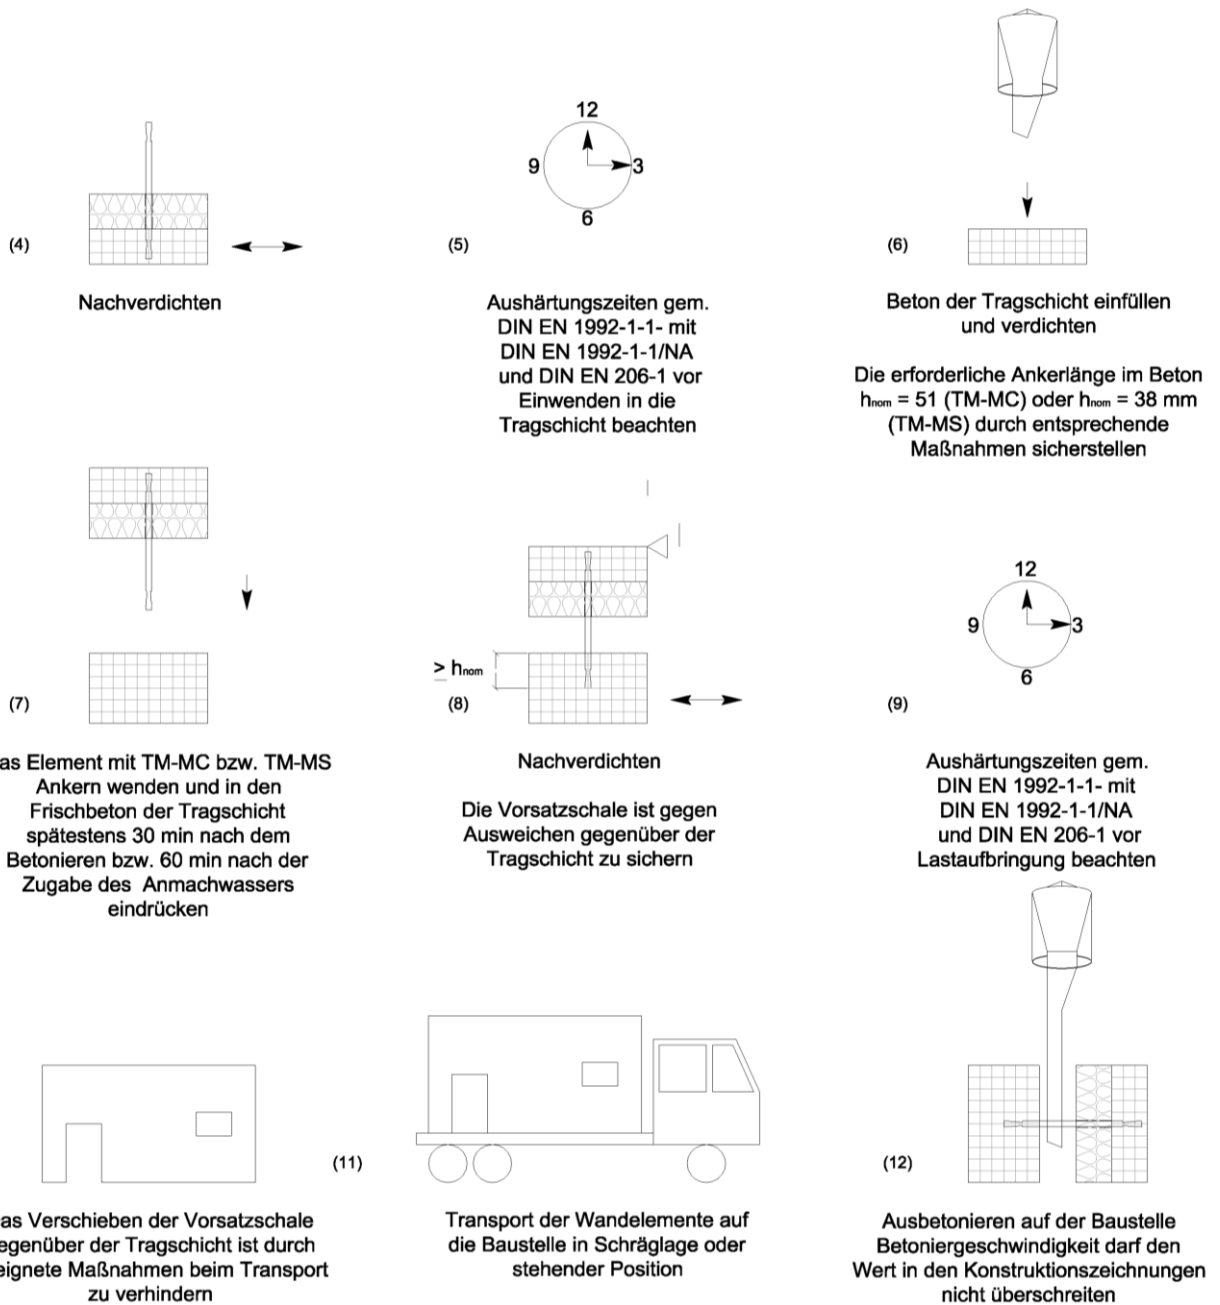 12
9
3
6
(4)
(5)
(6)
Nachverdichten
Aushärtungszeiten gem.
DIN EN 1992-1-1- mit
DIN EN 1992-1-1/NA
und DIN EN 206-1 vor
Einwenden in die
Tragschicht beachten
Beton der Tragschicht einfüllen
und verdichten
Die erforderliche Ankerlänge im Beton
hnom = 51 (TM-MC) oder hnom = 38 mm
(TM-MS) durch entsprechende
Maßnahmen sicherstellen
≥ hnom
12
9
3
6
(7)
(8)
(9)
as Element mit TM-MC bzw. TM-MS
Ankern wenden und in den
Frischbeton der Tragschicht
spätestens 30 min nach dem
Betonieren bzw. 60 min nach der
Zugabe des Anmachwassers
eindrücken
Nachverdichten
Die Vorsatzschale ist gegen
Ausweichen gegenüber der
Tragschicht zu sichern
Aushärtungszeiten gem.
DIN EN 1992-1-1- mit
DIN EN 1992-1-1/NA
und DIN EN 206-1 vor
Lastaufbringung beachten
(11)
(12)
as Verschieben der Vorsatzschale
egenüber der Tragschicht ist durch
eignete Maßnahmen beim Transport
zu verhindern
Transport der Wandelemente auf
die Baustelle in Schräglage oder
stehender Position
Ausbetonieren auf der Baustelle
Betoniergeschwindigkeit darf den
Wert in den Konstruktionszeichnungen
nicht überschreiten